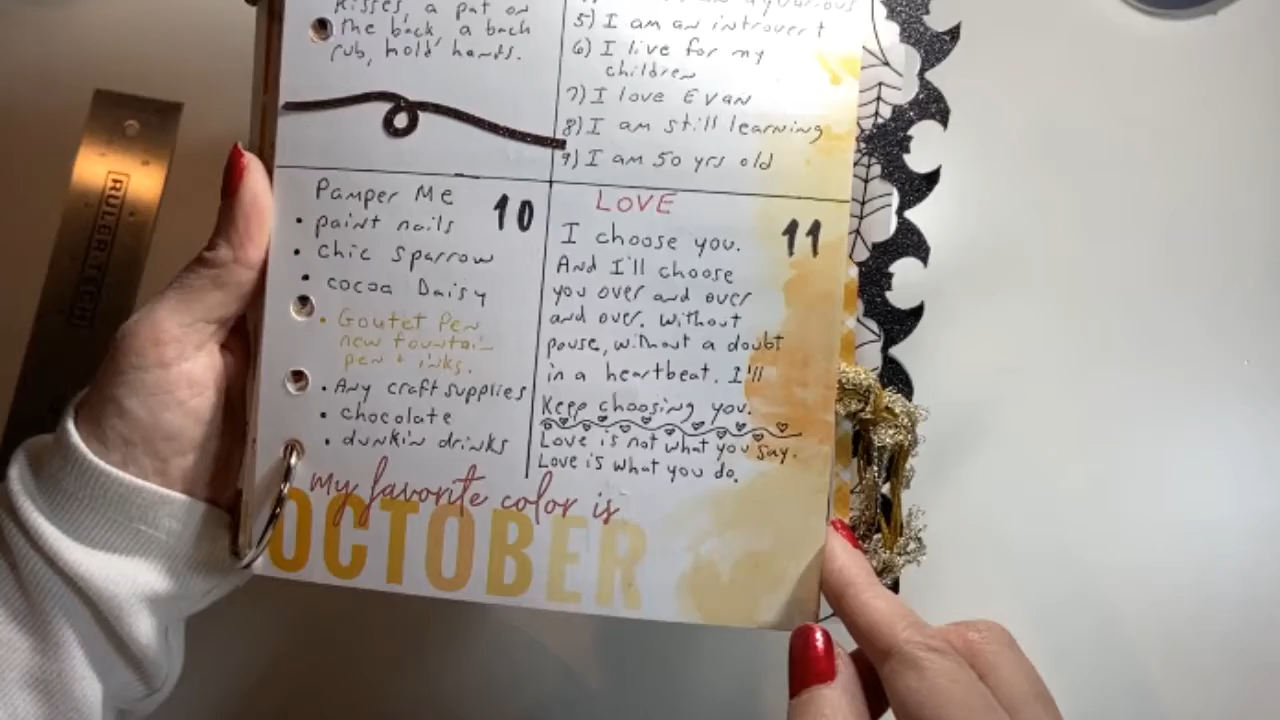 Kisses, a pat on
the back, a back
rub, hold hands.
5) I am an introvert
6) I live for my
children
7) I love Evan
8) I am still learning
9) I am 50 yrs old
Pamper Me
10
• paint nails
• Chic Sparrow
• cocoa Daisy
• Goutet Pen
new fountain
pen + inks.
• Any craft supplies
• chocolate
• dunkin drinks
LOVE
11
I choose you.
And I'll choose
you over and over
and over. Without
pause, without a doubt
in a heartbeat. I'll
Keep choosing you.
Love is not what you say.
Love is what you do.
my favorite color is
OCTOBER
RULER-TECH